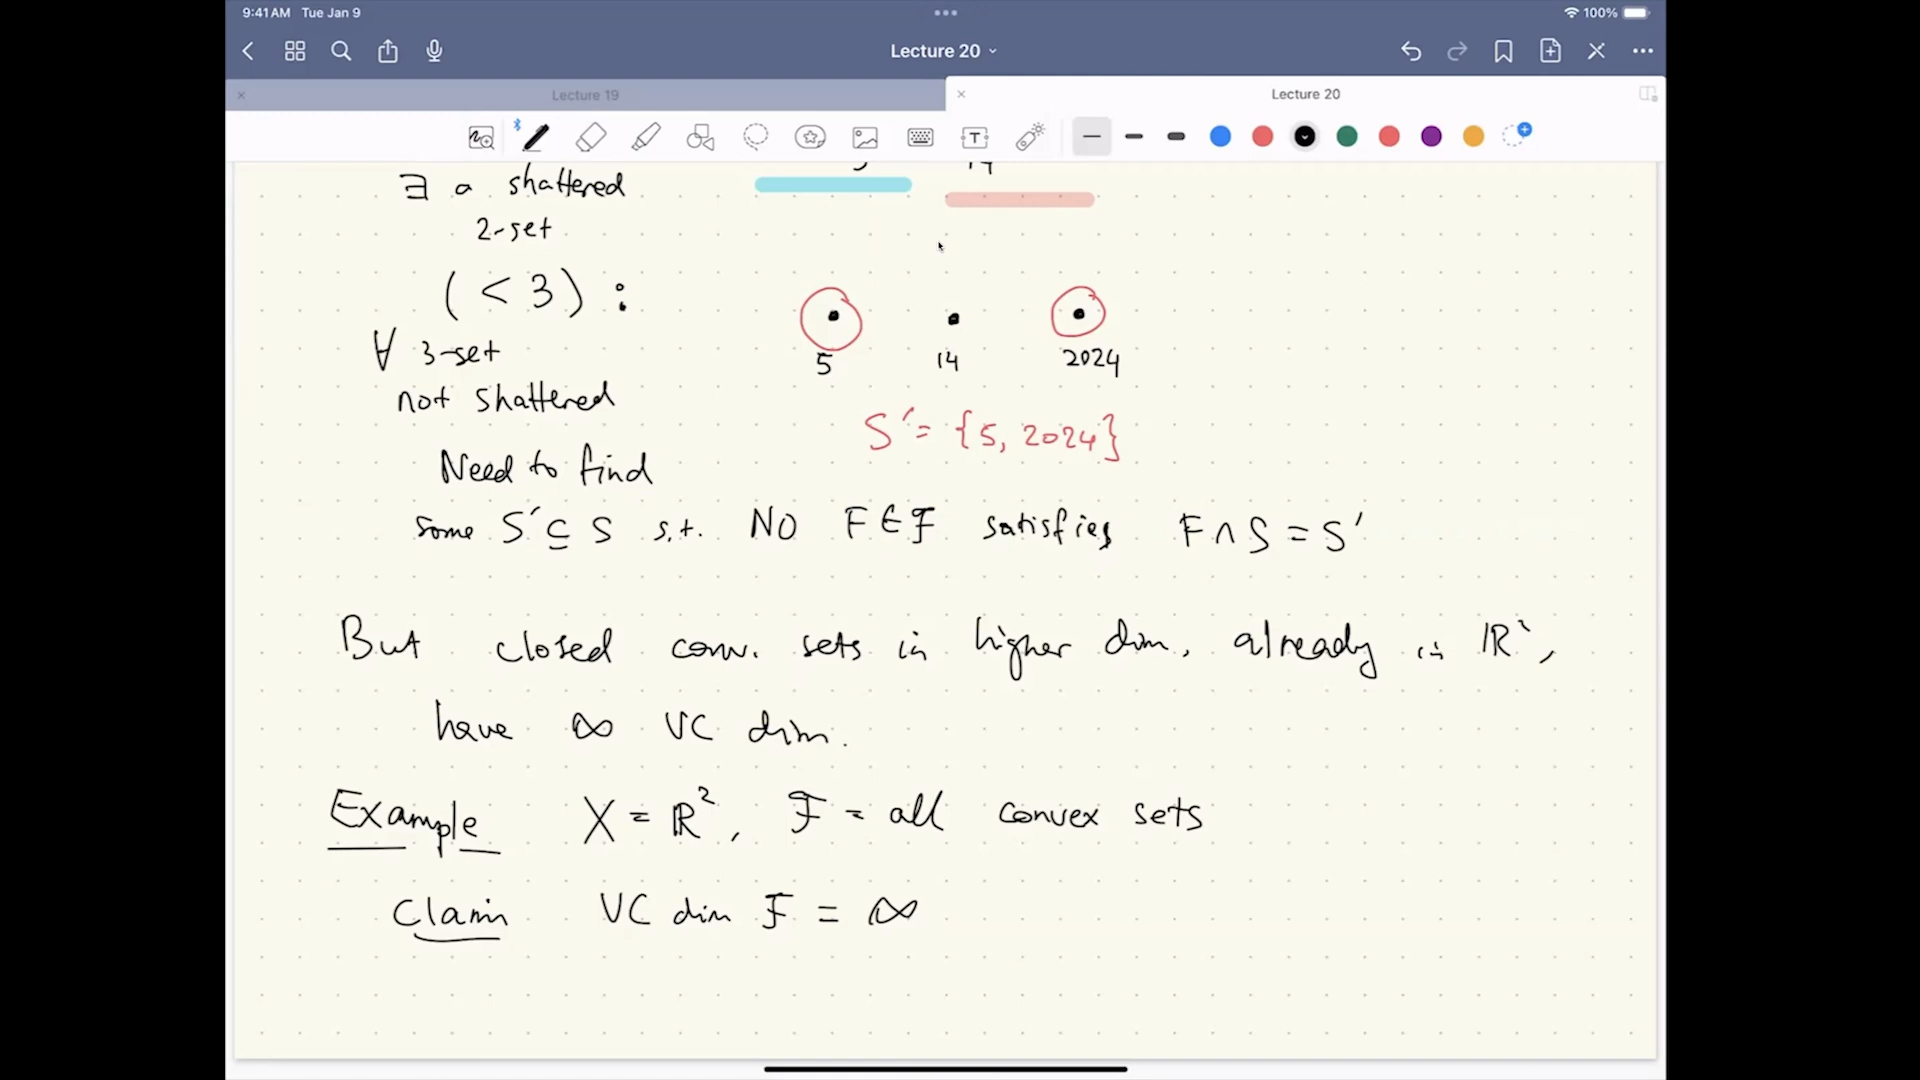 9:41 AM Tue Jan 9
100%
Lecture 20
Lecture 19
Lecture 20
T
∃ a shattered
2-set
(< 3) :
∀ 3-set
5 14 2024
not shattered
S′ = {5, 2024}
Need to find
some S′ ⊆ S s.t. NO F ∈ ℱ satisfies F ∩ S = S′
But closed conv. sets in higher dim, already in ℝ²,
have ∞ VC dim.
Example X = ℝ², ℱ = all convex sets
Claim VC dim ℱ = ∞